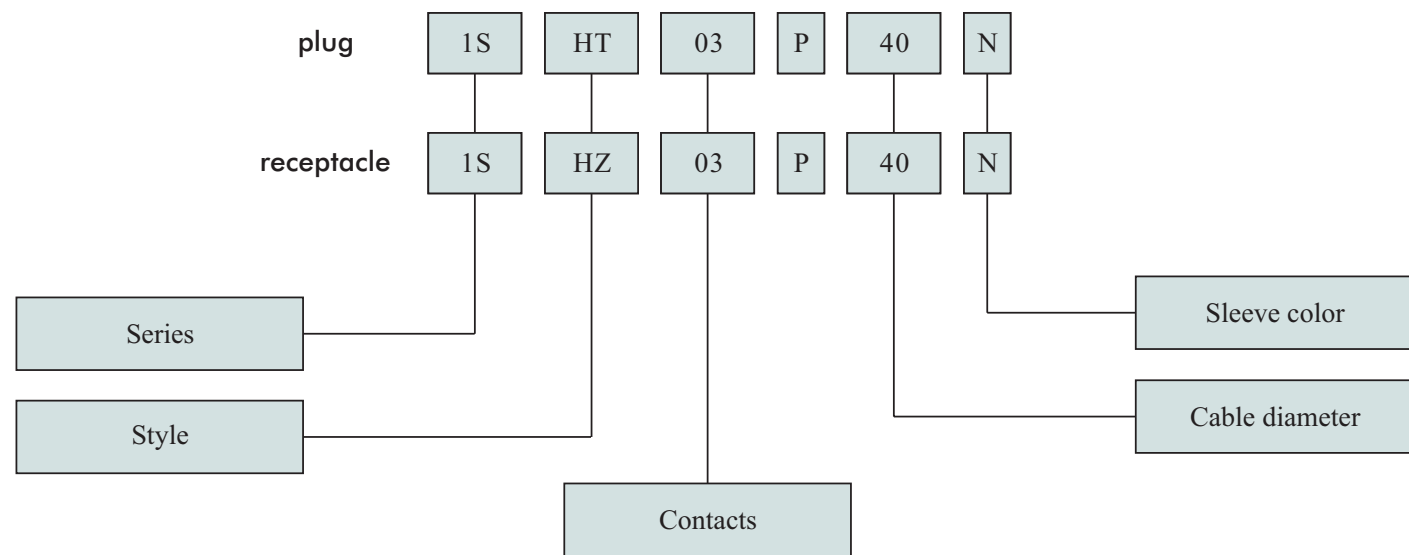 plug 1S HT 03 P 40 N
receptacle 1S HZ 03 P 40 N
Series
Sleeve color
Style
Cable diameter
Contacts